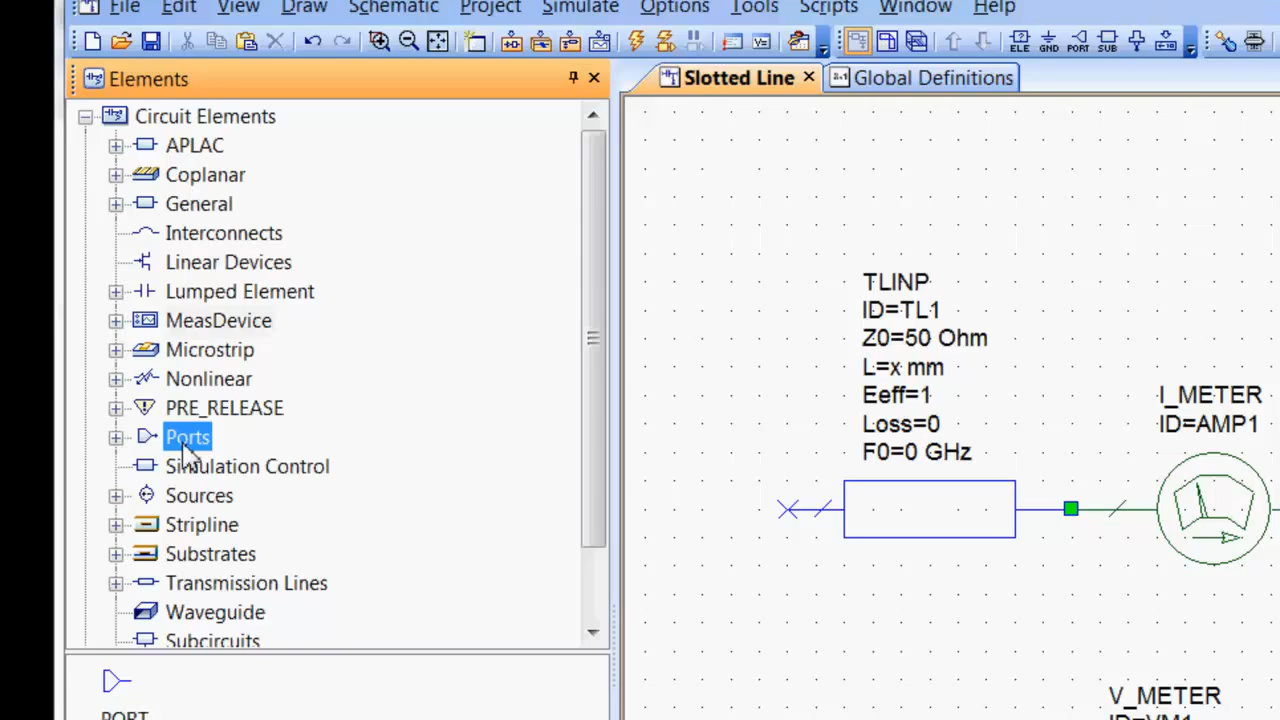 File Edit View Draw Schematic Project Simulate Options Tools Scripts Window Help
ELE GND PORT SUB
Elements
Slotted Line
Global Definitions
Circuit Elements
APLAC
Coplanar
General
Interconnects
Linear Devices
Lumped Element
MeasDevice
Microstrip
Nonlinear
PRE_RELEASE
Ports
Simulation Control
Sources
Stripline
Substrates
Transmission Lines
Waveguide
Subcircuits
PORT
TLINP
ID=TL1
Z0=50 Ohm
L=x mm
Eeff=1
Loss=0
F0=0 GHz
I_METER
ID=AMP1
V_METER
ID=VM1